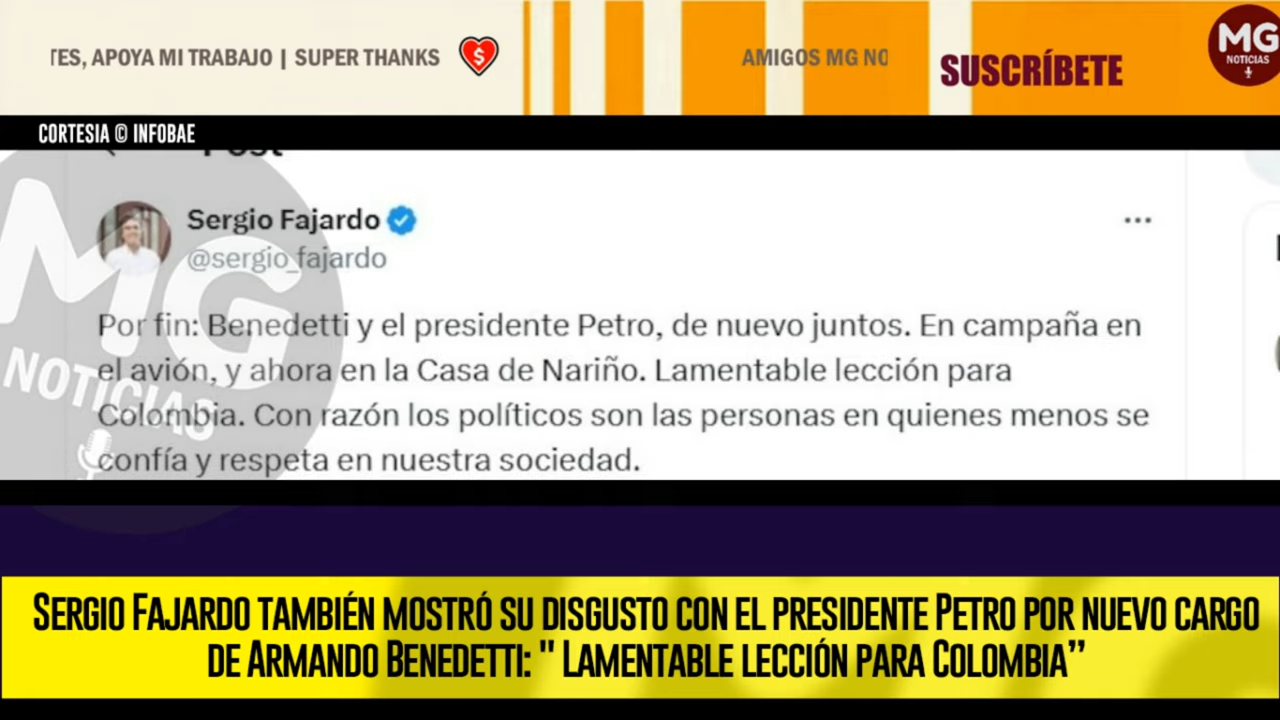 TES, APOYA MI TRABAJO | SUPER THANKS
AMIGOS MG NO
SUSCRÍBETE
MG
NOTICIAS
CORTESIA © INFOBAE
Post
Sergio Fajardo
@sergio_fajardo
Por fin: Benedetti y el presidente Petro, de nuevo juntos. En campaña en
el avión, y ahora en la Casa de Nariño. Lamentable lección para
Colombia. Con razón los políticos son las personas en quienes menos se
confía y respeta en nuestra sociedad.
MG
NOTICIAS
SERGIO FAJARDO TAMBIÉN MOSTRÓ SU DISGUSTO CON EL PRESIDENTE PETRO POR NUEVO CARGO
DE ARMANDO BENEDETTI: " LAMENTABLE LECCIÓN PARA COLOMBIA”